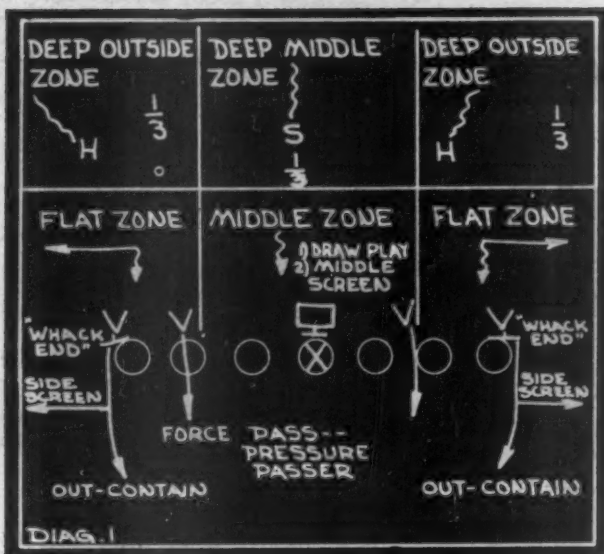 DEEP OUTSIDE
ZONE
1/3
H
DEEP MIDDLE
ZONE
S
1/3
DEEP OUTSIDE
ZONE
1/3
H
FLAT ZONE
MIDDLE ZONE
1) DRAW PLAY
2) MIDDLE
SCREEN
FLAT ZONE
V V V V
"WHACK
END"
X
"WHACK
END"
SIDE
SCREEN
SIDE
SCREEN
FORCE PASS--
PRESSURE
PASSER
OUT-CONTAIN
OUT-CONTAIN
DIAG. 1